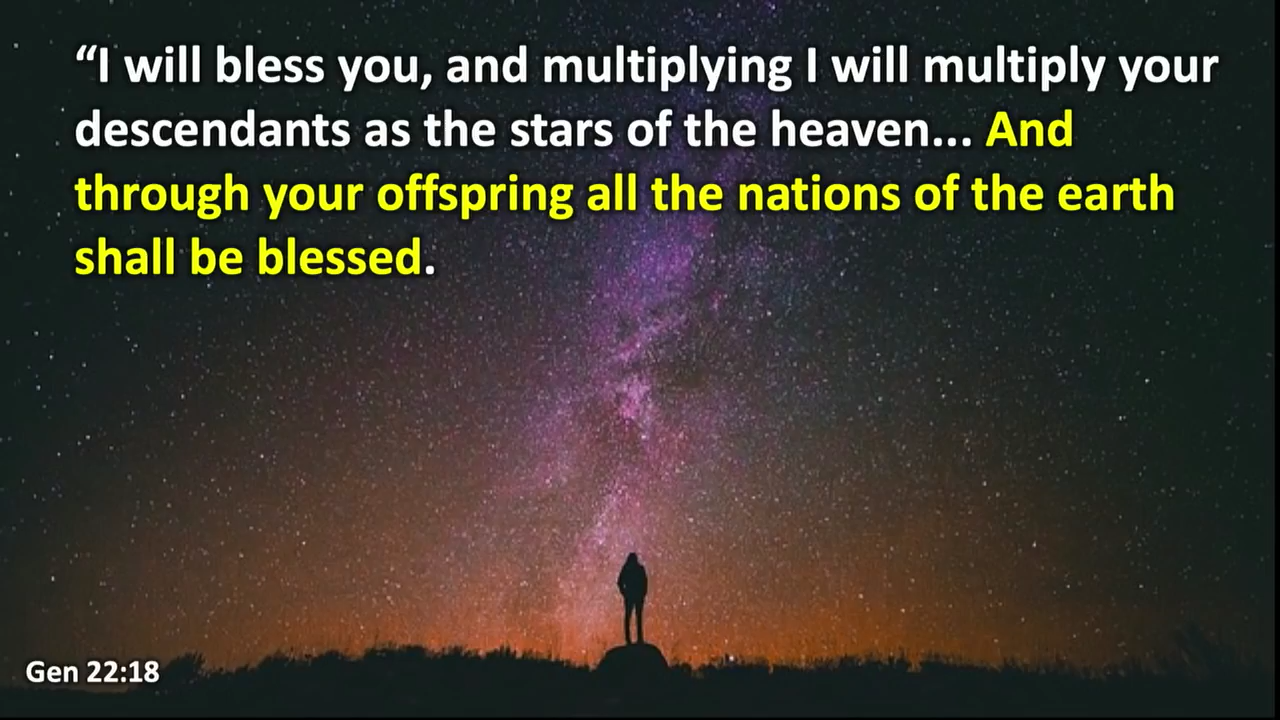 “I will bless you, and multiplying I will multiply your
descendants as the stars of the heaven... And
through your offspring all the nations of the earth
shall be blessed.
Gen 22:18